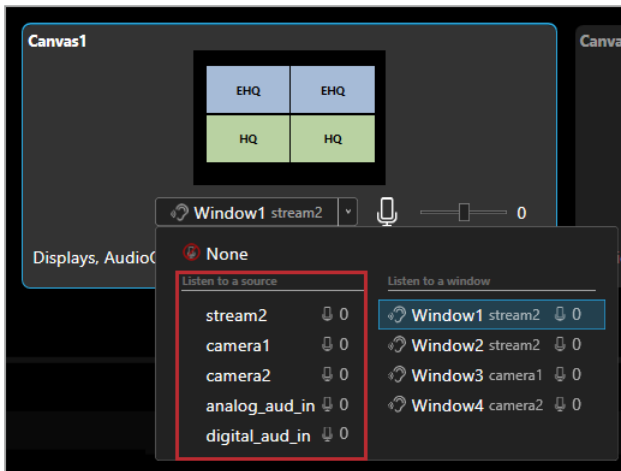 Canvas1
Canva
EHQ EHQ
HQ HQ
Window1 stream2 0
Displays, Audio
None
Listen to a source
stream2 0
camera1 0
camera2 0
analog_aud_in 0
digital_aud_in 0
Listen to a window
Window1 stream2 0
Window2 stream2 0
Window3 camera1 0
Window4 camera2 0